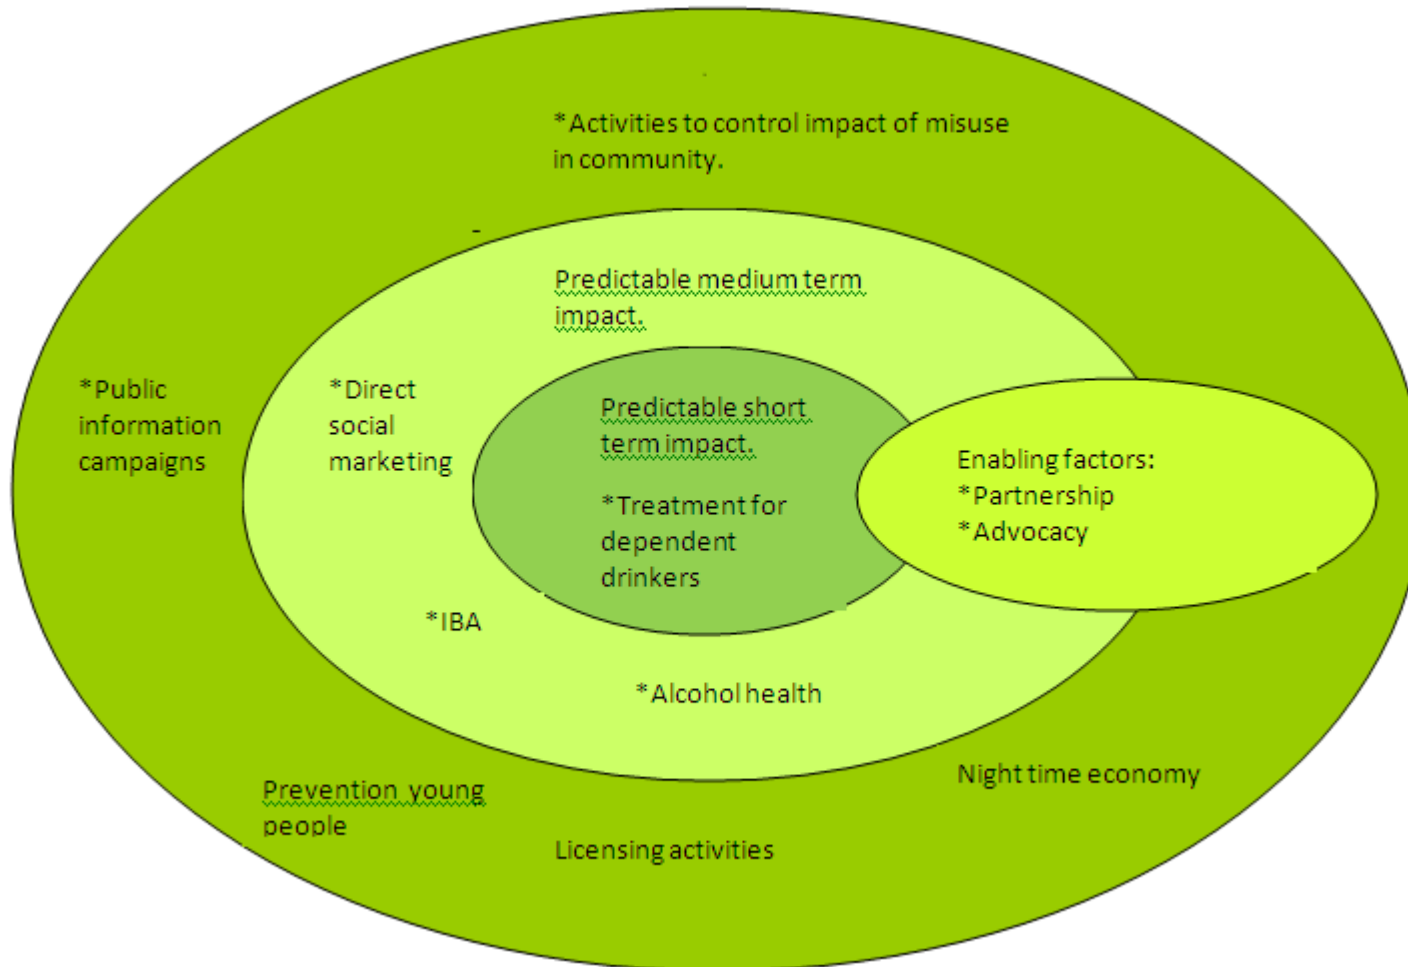 *Activities to control impact of misuse
in community.
-
Predictable medium term
impact.
*Public
information
campaigns
*Direct
social
marketing
Predictable short
term impact.
*Treatment for
dependent
drinkers
Enabling factors:
*Partnership
*Advocacy
*IBA
*Alcohol health
Night time economy
Prevention young
people
Licensing activities